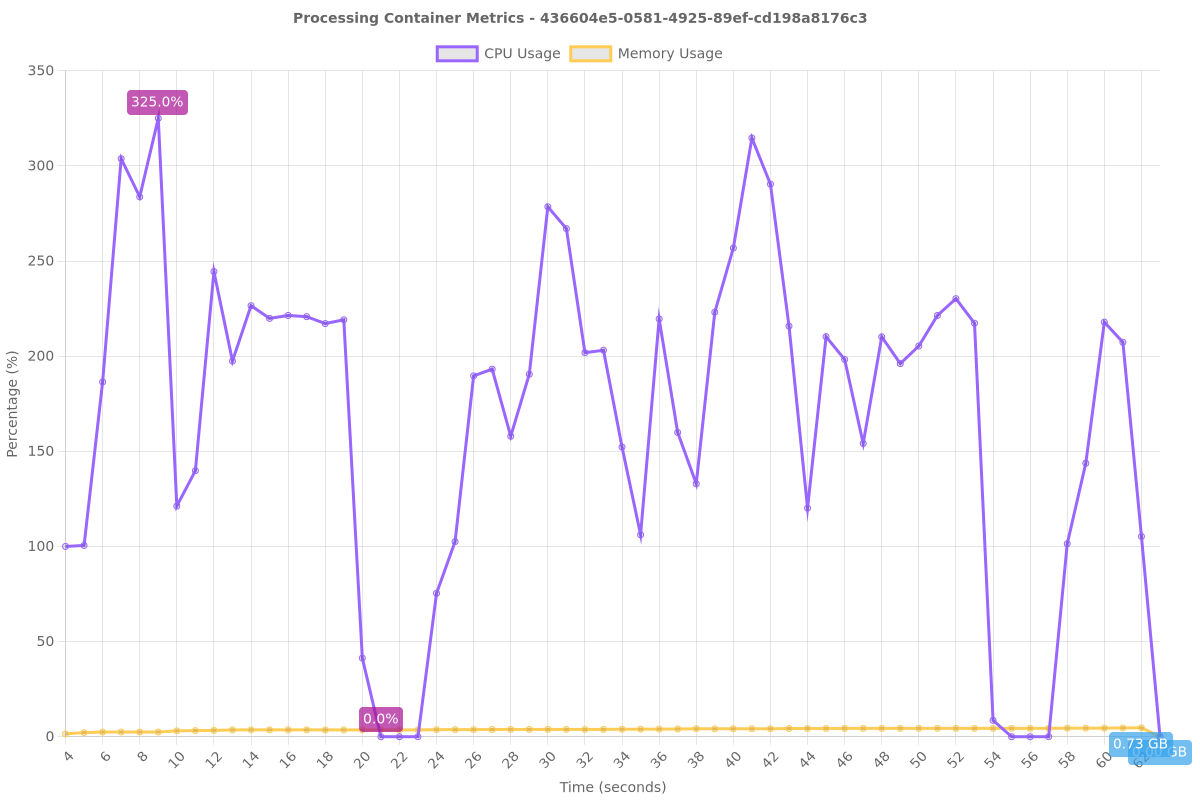 Processing Container Metrics - 436604e5-0581-4925-89ef-cd198a8176c3
CPU Usage Memory Usage
350
325.0%
300
250
200
Percentage (%)
150
100
50
0.0%
0
0.73 GB
GB
4 6 8 10 12 14 16 18 20 22 24 26 28 30 32 34 36 38 40 42 44 46 48 50 52 54 56 58 60 62
Time (seconds)